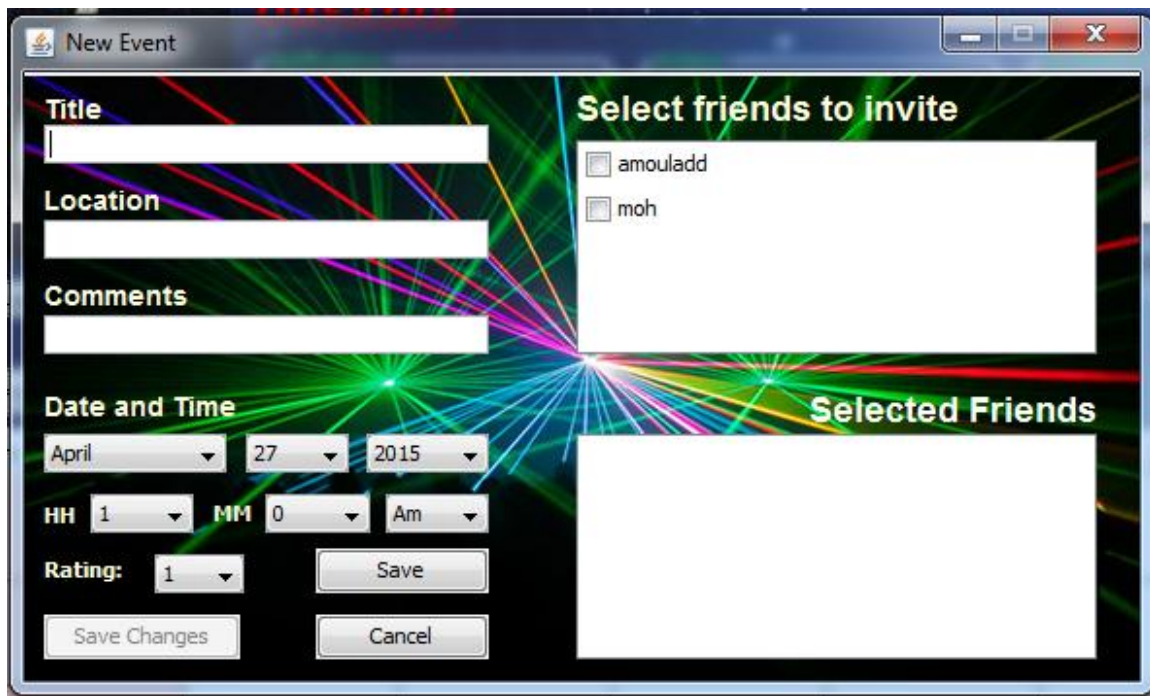 New Event
Title
Location
Comments
Date and Time
April 27 2015
HH 1 MM 0 Am
Rating: 1 Save
Save Changes Cancel
Select friends to invite
amouladd
moh
Selected Friends